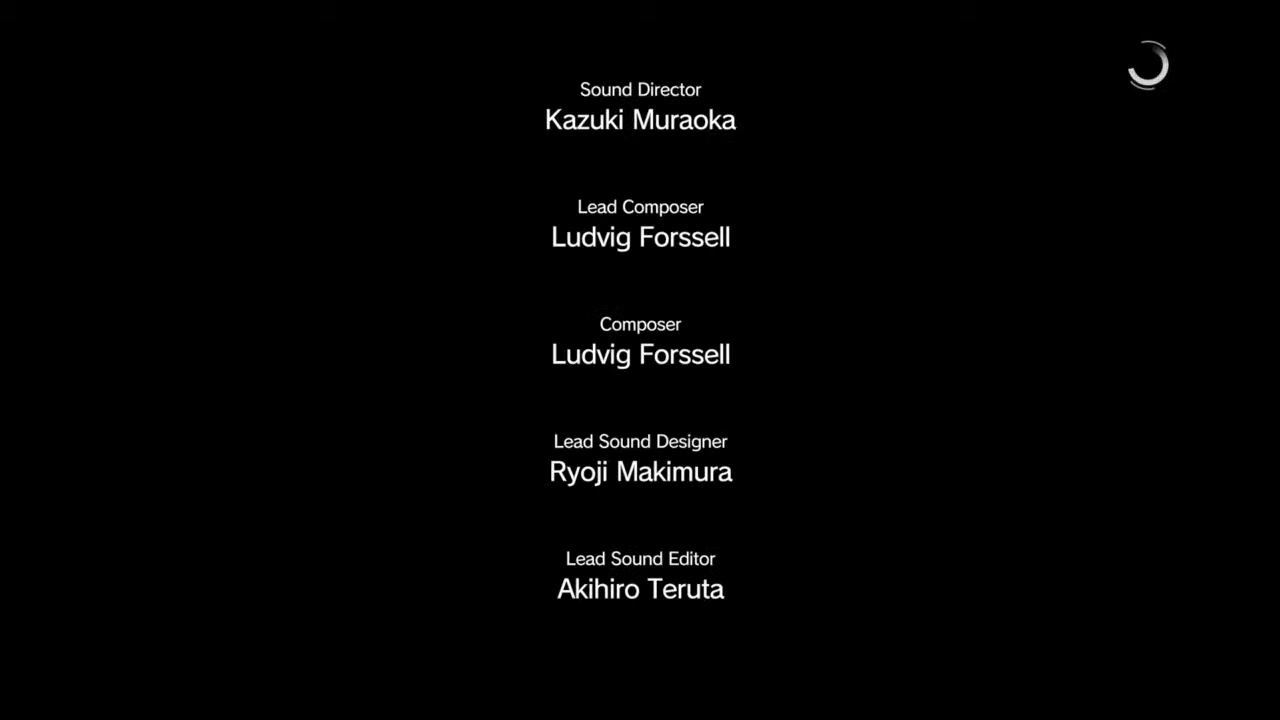 Sound Director
Kazuki Muraoka
Lead Composer
Ludvig Forssell
Composer
Ludvig Forssell
Lead Sound Designer
Ryoji Makimura
Lead Sound Editor
Akihiro Teruta